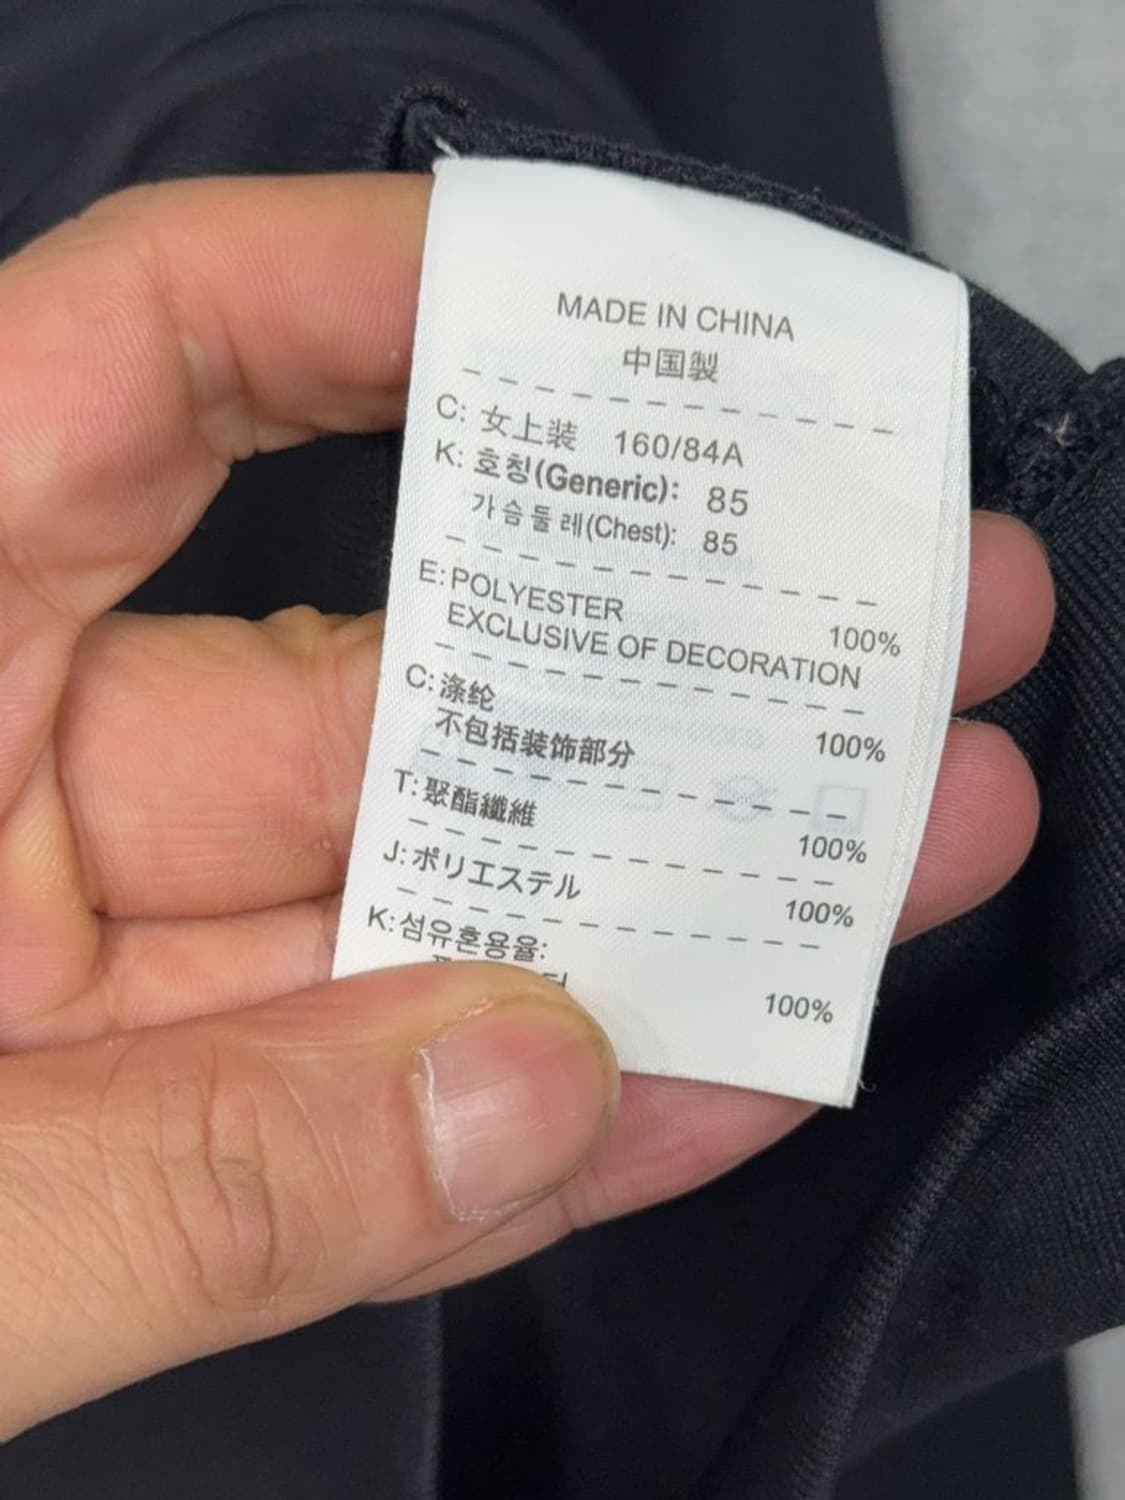 MADE IN CHINA
中国製
C: 女上装 160/84A
K: 호칭(Generic): 85
가슴둘레(Chest): 85
E: POLYESTER 100%
EXCLUSIVE OF DECORATION
C: 涤纶 100%
不包括装饰部分
T: 聚酯纖維 100%
J: ポリエステル 100%
K: 섬유혼용율:
100%